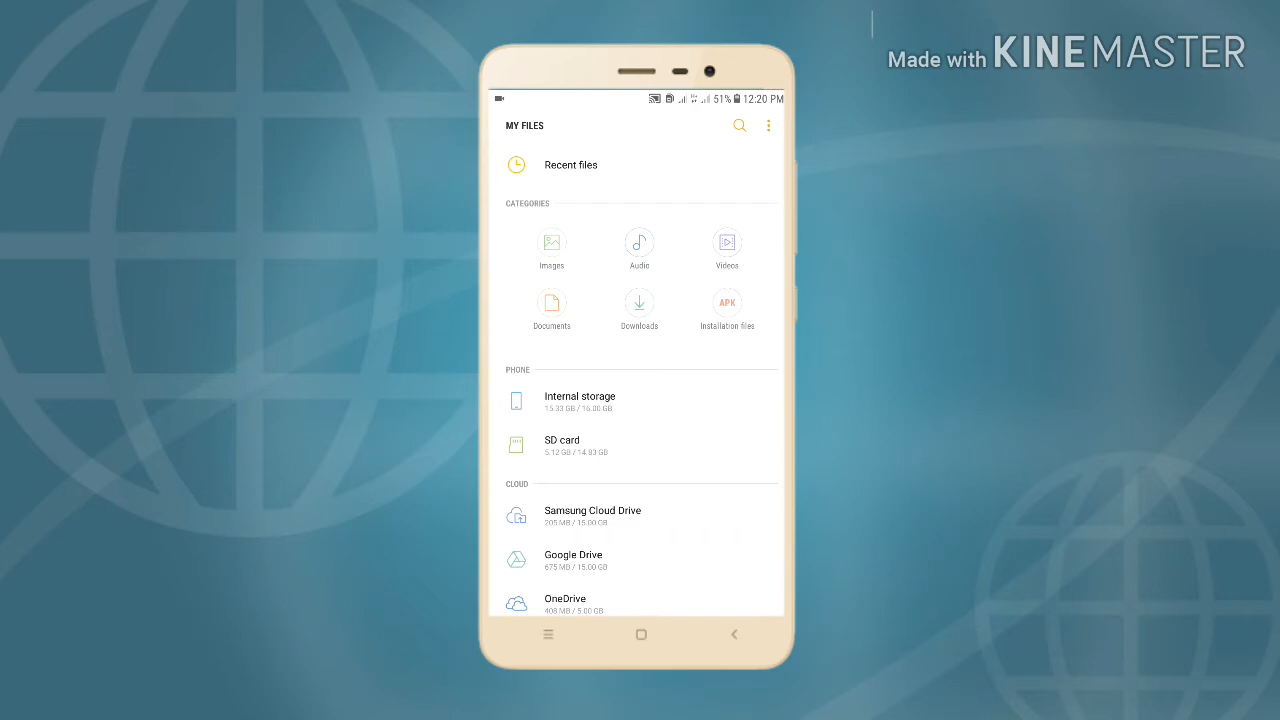 Made with KINEMASTER
51% 12:20 PM
MY FILES
Recent files
CATEGORIES
Images
Audio
Videos
APK
Documents
Downloads
Installation files
PHONE
Internal storage
15.33 GB / 16.00 GB
SD card
5.12 GB / 14.83 GB
CLOUD
Samsung Cloud Drive
205 MB / 15.00 GB
Google Drive
675 MB / 15.00 GB
OneDrive
408 MB / 5.00 GB